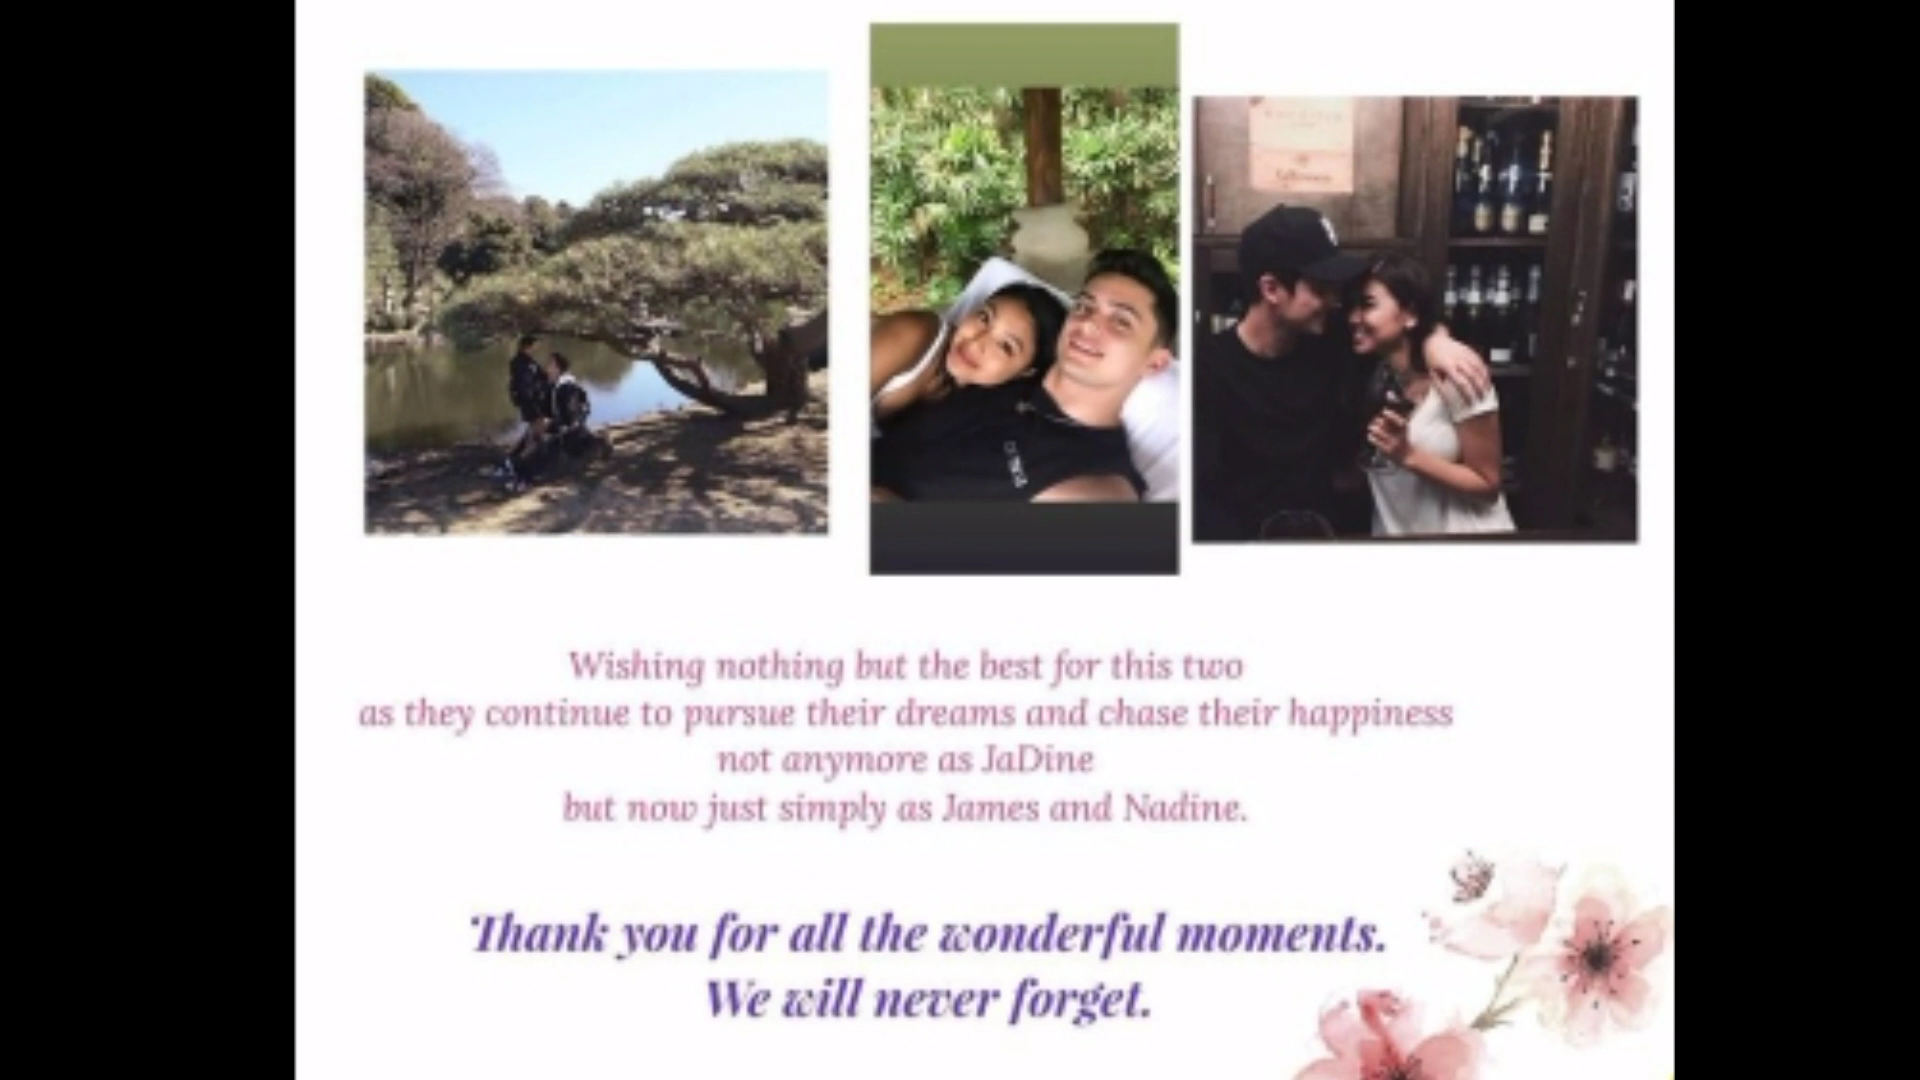 Wishing nothing but the best for this two
as they continue to pursue their dreams and chase their happiness
not anymore as JaDine
but now just simply as James and Nadine.
Thank you for all the wonderful moments.
We will never forget.